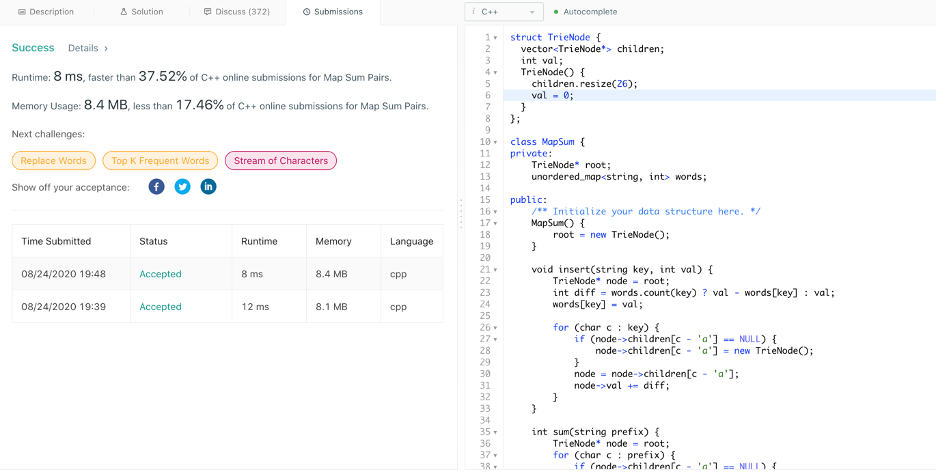 Description
Solution
Discuss (372)
Submissions
Success
Details ›
Runtime: 8 ms, faster than 37.52% of C++ online submissions for Map Sum Pairs.
Memory Usage: 8.4 MB, less than 17.46% of C++ online submissions for Map Sum Pairs.
Next challenges:
Replace Words
Top K Frequent Words
Stream of Characters
Show off your acceptance:
Time Submitted Status Runtime Memory Language
08/24/2020 19:48 Accepted 8 ms 8.4 MB cpp
08/24/2020 19:39 Accepted 12 ms 8.1 MB cpp
i C++
Autocomplete
1 struct TrieNode {
2 vector<TrieNode*> children;
3 int val;
4 TrieNode() {
5 children.resize(26);
6 val = 0;
7 }
8 };
9
10 class MapSum {
11 private:
12 TrieNode* root;
13 unordered_map<string, int> words;
14
15 public:
16 /** Initialize your data structure here. */
17 MapSum() {
18 root = new TrieNode();
19 }
20
21 void insert(string key, int val) {
22 TrieNode* node = root;
23 int diff = words.count(key) ? val - words[key] : val;
24 words[key] = val;
25
26 for (char c : key) {
27 if (node->children[c - 'a'] == NULL) {
28 node->children[c - 'a'] = new TrieNode();
29 }
30 node = node->children[c - 'a'];
31 node->val += diff;
32 }
33 }
34
35 int sum(string prefix) {
36 TrieNode* node = root;
37 for (char c : prefix) {
38 if (node->children[c - 'a'] == NULL) {